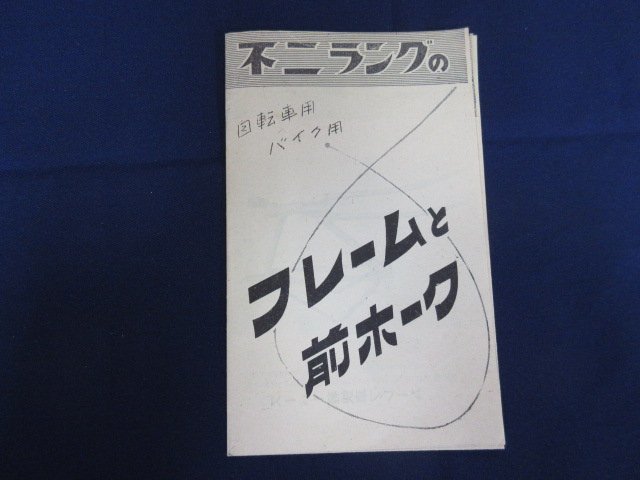 不二ラングの
自転車用
バイク用
フレームと
前ホーク